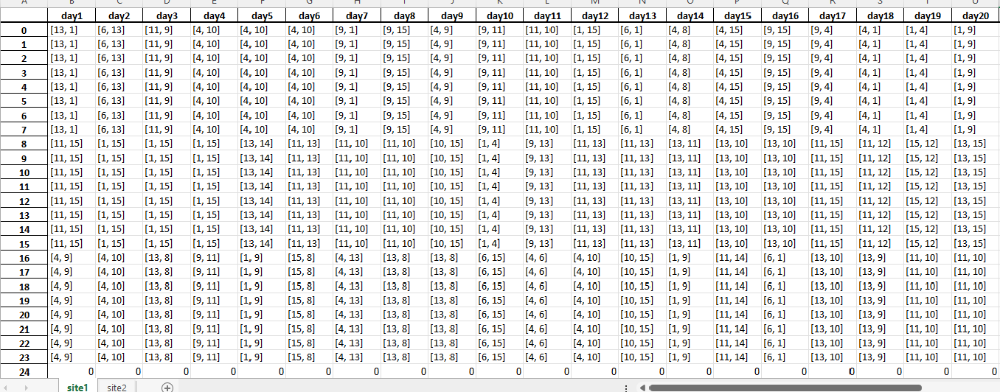 A B C D E F G H I J K L M N O P Q R S T U
day1 day2 day3 day4 day5 day6 day7 day8 day9 day10 day11 day12 day13 day14 day15 day16 day17 day18 day19 day20
0 [13, 1] [6, 13] [11, 9] [4, 10] [4, 10] [4, 10] [9, 1] [9, 15] [4, 9] [9, 11] [11, 10] [1, 15] [6, 1] [4, 8] [4, 15] [9, 15] [9, 4] [4, 1] [1, 4] [1, 9]
1 [13, 1] [6, 13] [11, 9] [4, 10] [4, 10] [4, 10] [9, 1] [9, 15] [4, 9] [9, 11] [11, 10] [1, 15] [6, 1] [4, 8] [4, 15] [9, 15] [9, 4] [4, 1] [1, 4] [1, 9]
2 [13, 1] [6, 13] [11, 9] [4, 10] [4, 10] [4, 10] [9, 1] [9, 15] [4, 9] [9, 11] [11, 10] [1, 15] [6, 1] [4, 8] [4, 15] [9, 15] [9, 4] [4, 1] [1, 4] [1, 9]
3 [13, 1] [6, 13] [11, 9] [4, 10] [4, 10] [4, 10] [9, 1] [9, 15] [4, 9] [9, 11] [11, 10] [1, 15] [6, 1] [4, 8] [4, 15] [9, 15] [9, 4] [4, 1] [1, 4] [1, 9]
4 [13, 1] [6, 13] [11, 9] [4, 10] [4, 10] [4, 10] [9, 1] [9, 15] [4, 9] [9, 11] [11, 10] [1, 15] [6, 1] [4, 8] [4, 15] [9, 15] [9, 4] [4, 1] [1, 4] [1, 9]
5 [13, 1] [6, 13] [11, 9] [4, 10] [4, 10] [4, 10] [9, 1] [9, 15] [4, 9] [9, 11] [11, 10] [1, 15] [6, 1] [4, 8] [4, 15] [9, 15] [9, 4] [4, 1] [1, 4] [1, 9]
6 [13, 1] [6, 13] [11, 9] [4, 10] [4, 10] [4, 10] [9, 1] [9, 15] [4, 9] [9, 11] [11, 10] [1, 15] [6, 1] [4, 8] [4, 15] [9, 15] [9, 4] [4, 1] [1, 4] [1, 9]
7 [13, 1] [6, 13] [11, 9] [4, 10] [4, 10] [4, 10] [9, 1] [9, 15] [4, 9] [9, 11] [11, 10] [1, 15] [6, 1] [4, 8] [4, 15] [9, 15] [9, 4] [4, 1] [1, 4] [1, 9]
8 [11, 15] [1, 15] [1, 15] [1, 15] [13, 14] [11, 13] [11, 10] [11, 10] [10, 15] [1, 4] [9, 13] [11, 13] [11, 13] [13, 11] [13, 10] [13, 10] [11, 15] [11, 12] [15, 12] [13, 15]
9 [11, 15] [1, 15] [1, 15] [1, 15] [13, 14] [11, 13] [11, 10] [11, 10] [10, 15] [1, 4] [9, 13] [11, 13] [11, 13] [13, 11] [13, 10] [13, 10] [11, 15] [11, 12] [15, 12] [13, 15]
10 [11, 15] [1, 15] [1, 15] [1, 15] [13, 14] [11, 13] [11, 10] [11, 10] [10, 15] [1, 4] [9, 13] [11, 13] [11, 13] [13, 11] [13, 10] [13, 10] [11, 15] [11, 12] [15, 12] [13, 15]
11 [11, 15] [1, 15] [1, 15] [1, 15] [13, 14] [11, 13] [11, 10] [11, 10] [10, 15] [1, 4] [9, 13] [11, 13] [11, 13] [13, 11] [13, 10] [13, 10] [11, 15] [11, 12] [15, 12] [13, 15]
12 [11, 15] [1, 15] [1, 15] [1, 15] [13, 14] [11, 13] [11, 10] [11, 10] [10, 15] [1, 4] [9, 13] [11, 13] [11, 13] [13, 11] [13, 10] [13, 10] [11, 15] [11, 12] [15, 12] [13, 15]
13 [11, 15] [1, 15] [1, 15] [1, 15] [13, 14] [11, 13] [11, 10] [11, 10] [10, 15] [1, 4] [9, 13] [11, 13] [11, 13] [13, 11] [13, 10] [13, 10] [11, 15] [11, 12] [15, 12] [13, 15]
14 [11, 15] [1, 15] [1, 15] [1, 15] [13, 14] [11, 13] [11, 10] [11, 10] [10, 15] [1, 4] [9, 13] [11, 13] [11, 13] [13, 11] [13, 10] [13, 10] [11, 15] [11, 12] [15, 12] [13, 15]
15 [11, 15] [1, 15] [1, 15] [1, 15] [13, 14] [11, 13] [11, 10] [11, 10] [10, 15] [1, 4] [9, 13] [11, 13] [11, 13] [13, 11] [13, 10] [13, 10] [11, 15] [11, 12] [15, 12] [13, 15]
16 [4, 9] [4, 10] [13, 8] [9, 11] [1, 9] [15, 8] [4, 13] [13, 8] [13, 8] [6, 15] [4, 6] [4, 10] [10, 15] [1, 9] [11, 14] [6, 1] [13, 10] [13, 9] [11, 10] [11, 10]
17 [4, 9] [4, 10] [13, 8] [9, 11] [1, 9] [15, 8] [4, 13] [13, 8] [13, 8] [6, 15] [4, 6] [4, 10] [10, 15] [1, 9] [11, 14] [6, 1] [13, 10] [13, 9] [11, 10] [11, 10]
18 [4, 9] [4, 10] [13, 8] [9, 11] [1, 9] [15, 8] [4, 13] [13, 8] [13, 8] [6, 15] [4, 6] [4, 10] [10, 15] [1, 9] [11, 14] [6, 1] [13, 10] [13, 9] [11, 10] [11, 10]
19 [4, 9] [4, 10] [13, 8] [9, 11] [1, 9] [15, 8] [4, 13] [13, 8] [13, 8] [6, 15] [4, 6] [4, 10] [10, 15] [1, 9] [11, 14] [6, 1] [13, 10] [13, 9] [11, 10] [11, 10]
20 [4, 9] [4, 10] [13, 8] [9, 11] [1, 9] [15, 8] [4, 13] [13, 8] [13, 8] [6, 15] [4, 6] [4, 10] [10, 15] [1, 9] [11, 14] [6, 1] [13, 10] [13, 9] [11, 10] [11, 10]
21 [4, 9] [4, 10] [13, 8] [9, 11] [1, 9] [15, 8] [4, 13] [13, 8] [13, 8] [6, 15] [4, 6] [4, 10] [10, 15] [1, 9] [11, 14] [6, 1] [13, 10] [13, 9] [11, 10] [11, 10]
22 [4, 9] [4, 10] [13, 8] [9, 11] [1, 9] [15, 8] [4, 13] [13, 8] [13, 8] [6, 15] [4, 6] [4, 10] [10, 15] [1, 9] [11, 14] [6, 1] [13, 10] [13, 9] [11, 10] [11, 10]
23 [4, 9] [4, 10] [13, 8] [9, 11] [1, 9] [15, 8] [4, 13] [13, 8] [13, 8] [6, 15] [4, 6] [4, 10] [10, 15] [1, 9] [11, 14] [6, 1] [13, 10] [13, 9] [11, 10] [11, 10]
24 0 0 0 0 0 0 0 0 0 0 0 0 0 0 0 0 0 0 0 0
site1 site2